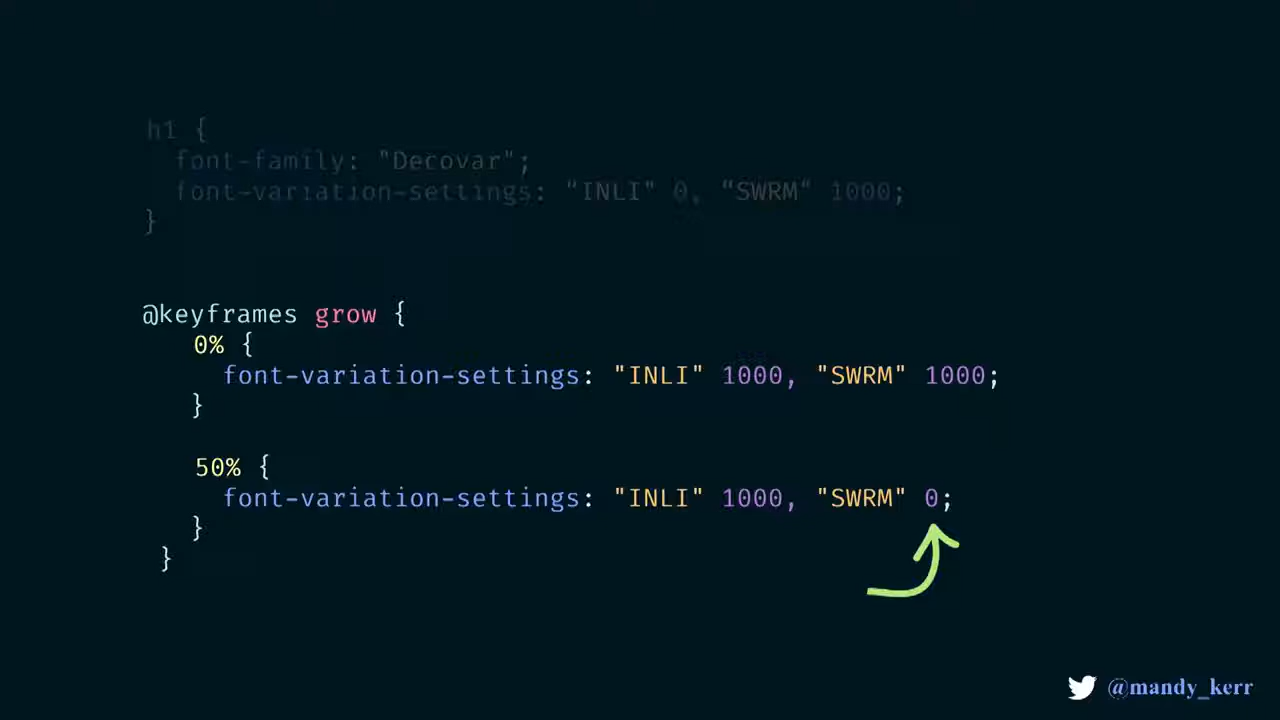 h1 {
font-family: "Decovar";
font-variation-settings: "INLI" 0, "SWRM" 1000;
}
@keyframes grow {
0% {
font-variation-settings: "INLI" 1000, "SWRM" 1000;
}
50% {
font-variation-settings: "INLI" 1000, "SWRM" 0;
}
}
@mandy_kerr